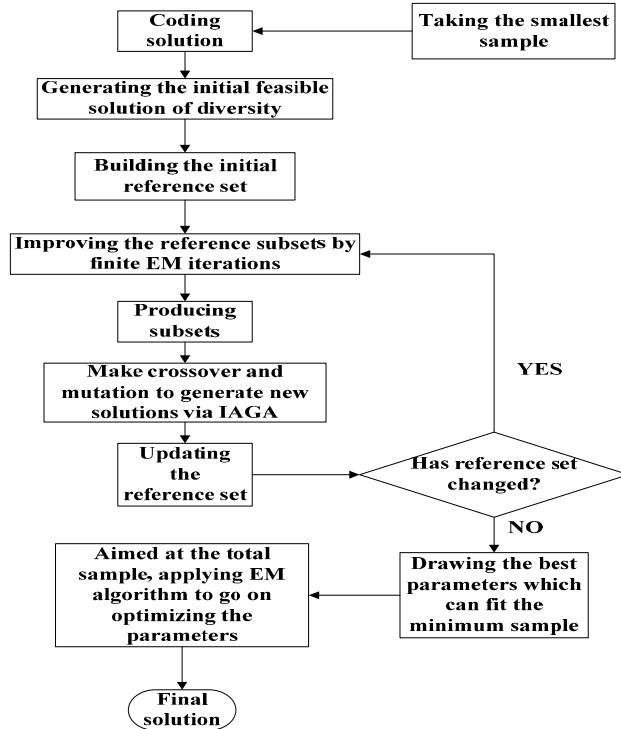 Coding
solution
Taking the smallest
sample
Generating the initial feasible
solution of diversity
Building the initial
reference set
Improving the reference subsets by
finite EM iterations
Producing
subsets
YES
Make crossover and
mutation to generate new
solutions via IAGA
Updating
the
reference set
Has reference set
changed?
NO
Drawing the best
parameters which
can fit the
minimum sample
Aimed at the total
sample, applying EM
algorithm to go on
optimizing the
parameters
Final
solution